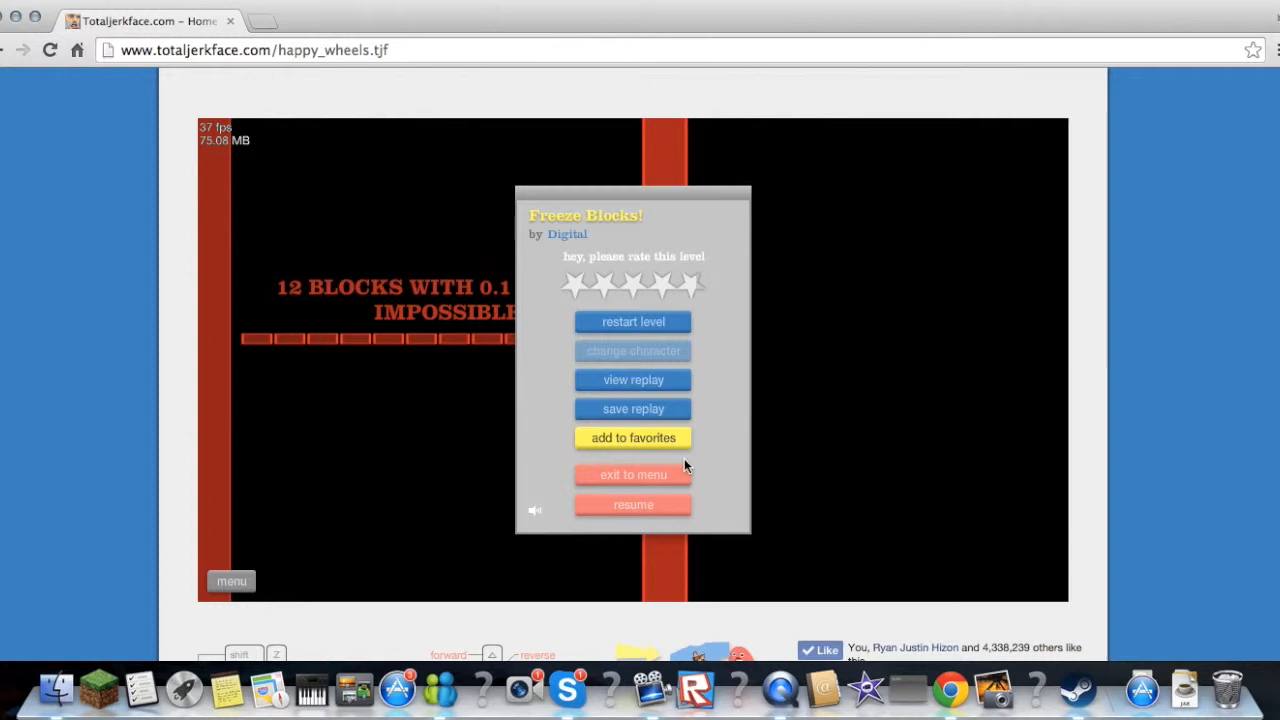 Totaljerkface.com – Home
www.totaljerkface.com/happy_wheels.tjf
37 fps
75.08 MB
Freeze Blocks!
by Digital
hey, please rate this level
12 BLOCKS WITH 0.1
IMPOSSIBLE
restart level
change character
view replay
save replay
add to favorites
exit to menu
resume
menu
shift Z
forward reverse
Like You, Ryan Justin Hizon and 4,338,239 others like
this.
JAR